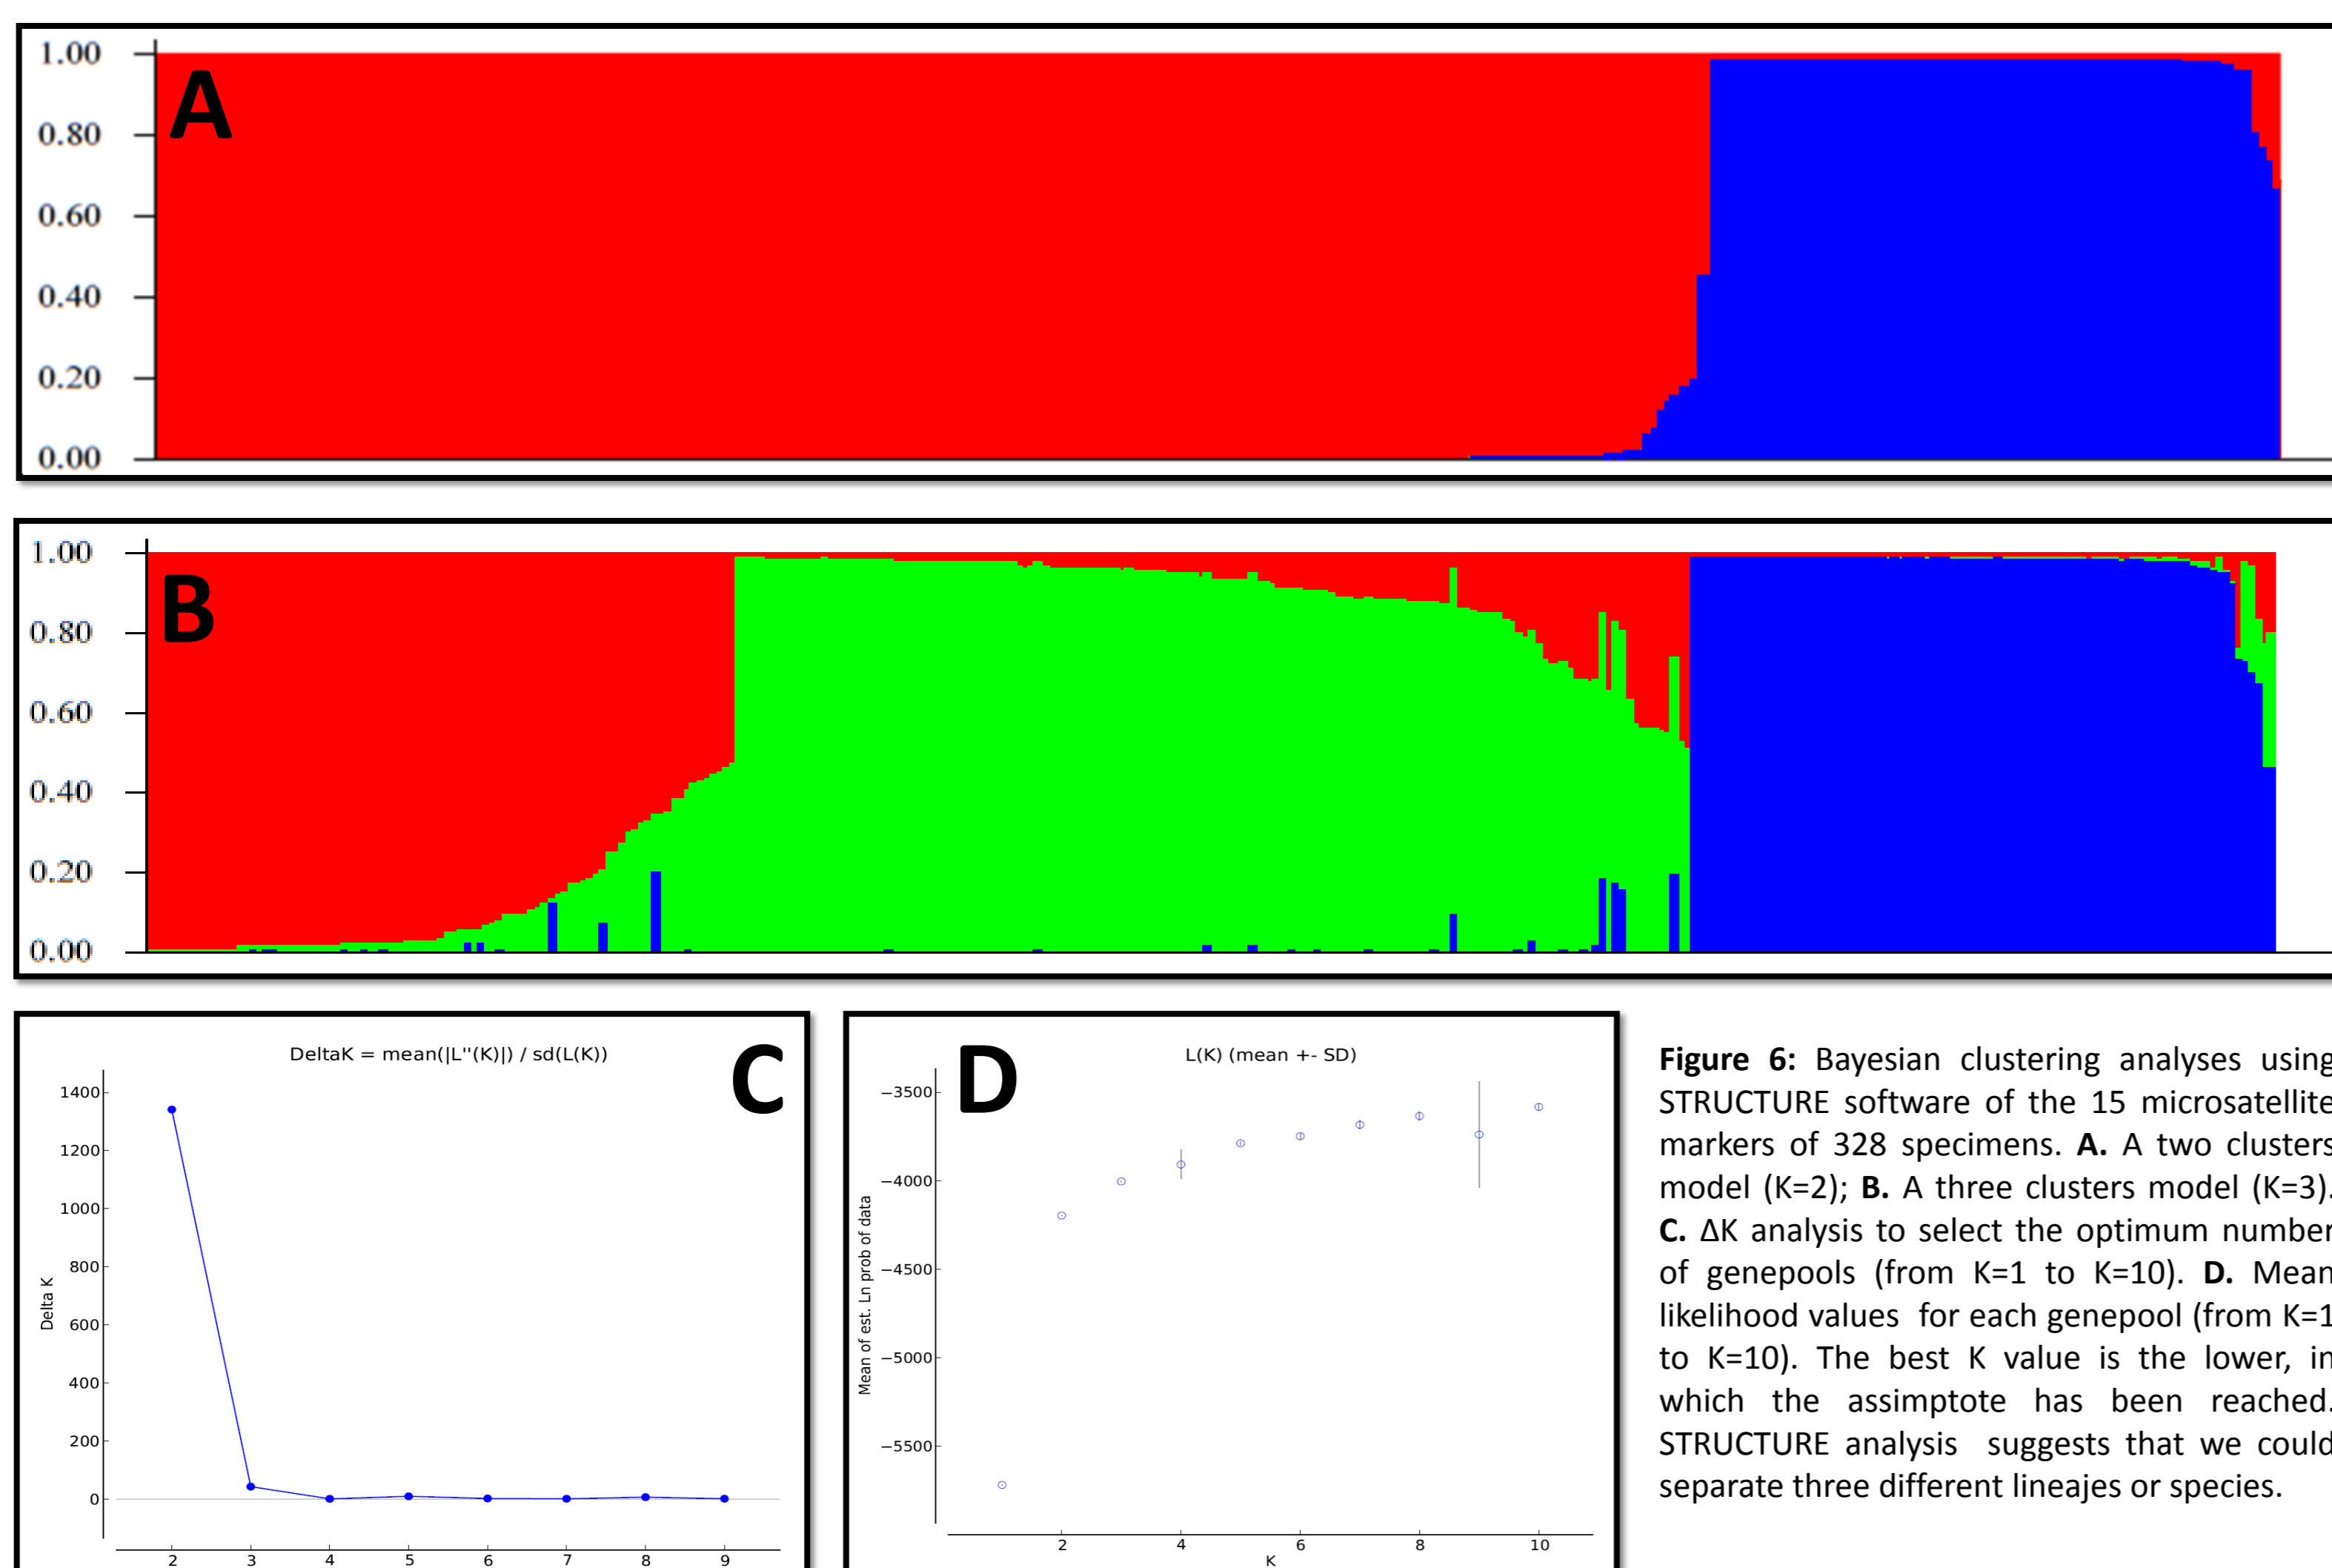 1.00
A
0.80
0.60
0.40
0.20
0.00
1.00
B
0.80
0.60
0.40
0.20
0.00
DeltaK = mean(|L''(K)|) / sd(L(K))
C
1400
1200
1000
800
600
400
200
0
Delta K
2 3 4 5 6 7 8 9
L(K) (mean +- SD)
D
−3500
−4000
−4500
−5000
−5500
Mean of est. Ln prob of data
2 4 6 8 10
K
Figure 6: Bayesian clustering analyses using
STRUCTURE software of the 15 microsatellite
markers of 328 specimens. A. A two clusters
model (K=2); B. A three clusters model (K=3).
C. ΔK analysis to select the optimum number
of genepools (from K=1 to K=10). D. Mean
likelihood values for each genepool (from K=1
to K=10). The best K value is the lower, in
which the assimptote has been reached.
STRUCTURE analysis suggests that we could
separate three different lineajes or species.